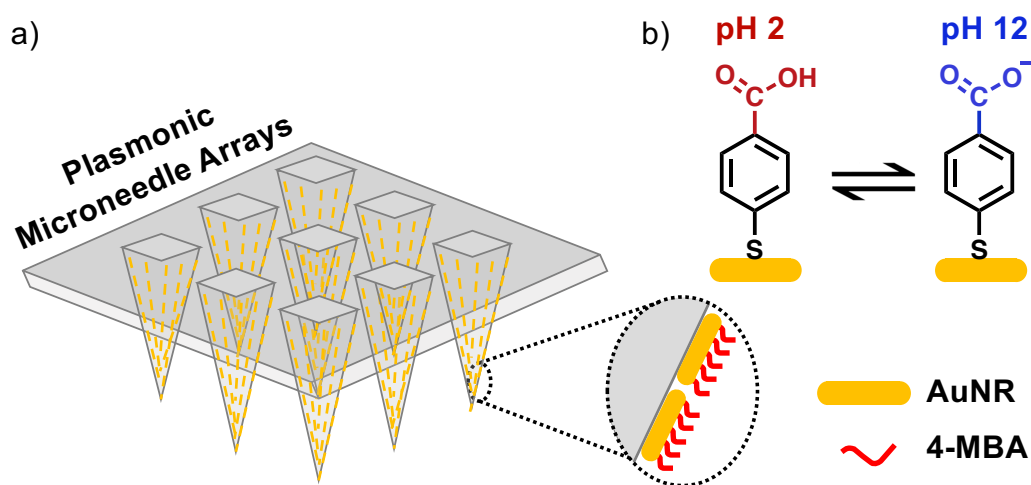 a)
Plasmonic
Microneedle Arrays
b)
pH 2
pH 12
O
OH
C
S
O
O⁻
C
S
AuNR
4-MBA